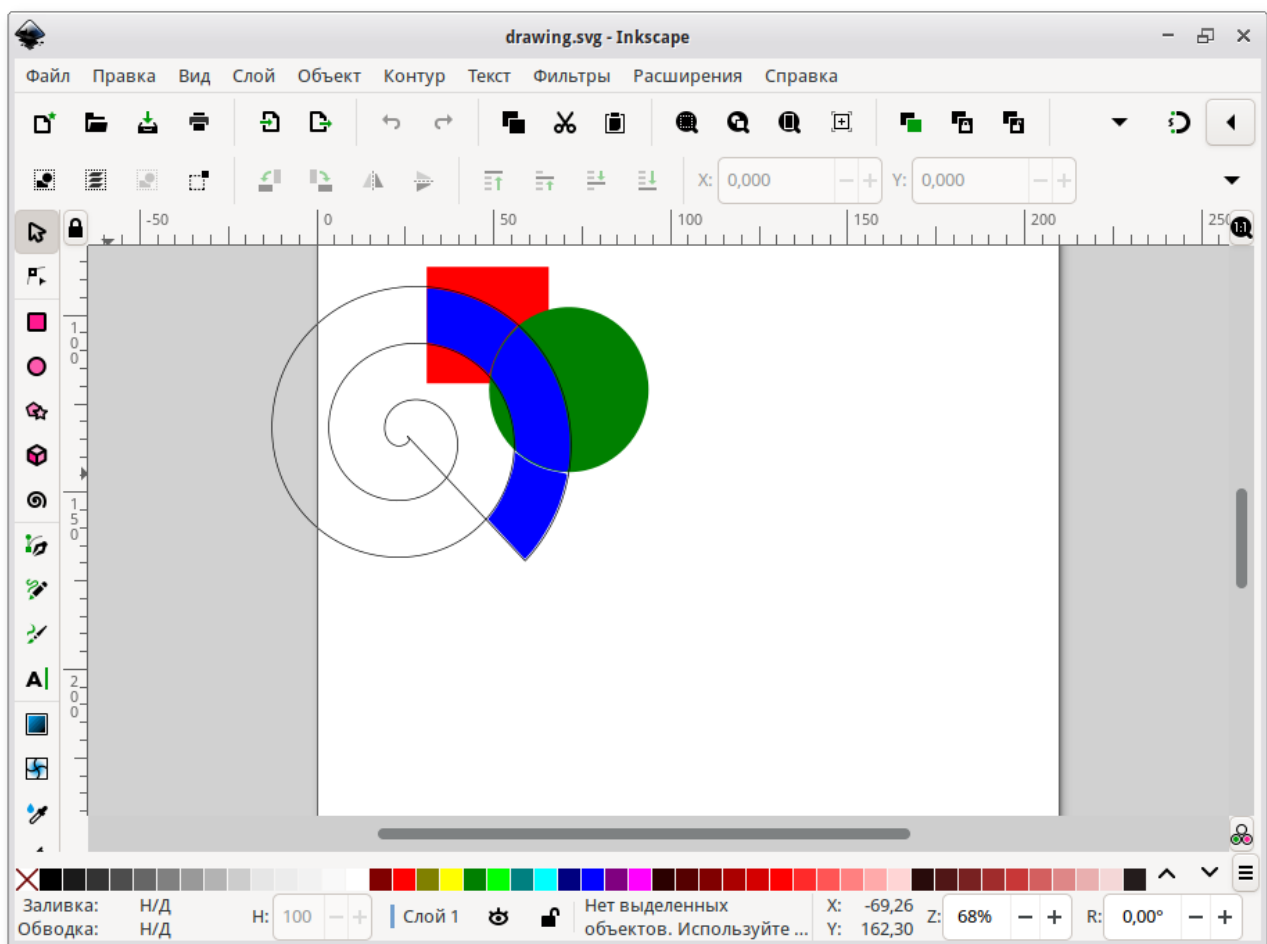 drawing.svg - Inkscape
Файл Правка Вид Слой Объект Контур Текст Фильтры Расширения Справка
X: 0,000 Y: 0,000
-50 0 50 100 150 200 250
1:1
100
150
200
A
Заливка: Н/Д
Обводка: Н/Д
Н: 100
Слой 1
Нет выделенных
объектов. Используйте ...
X: -69,26
Y: 162,30
Z: 68%
R: 0,00°